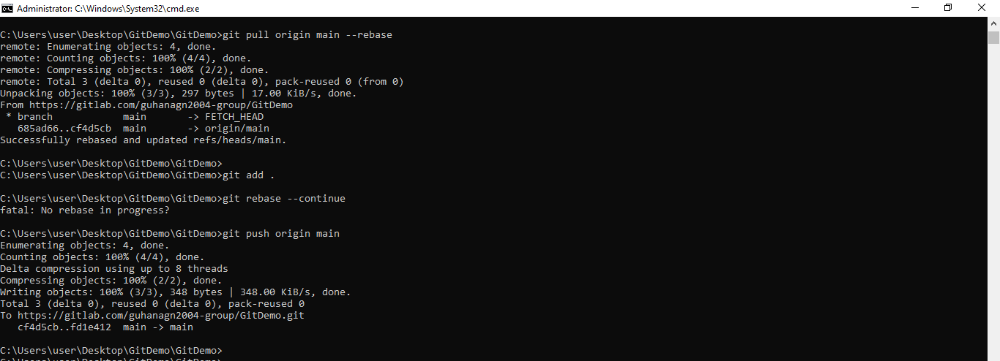 Administrator: C:\Windows\System32\cmd.exe
C:\Users\user\Desktop\GitDemo\GitDemo>git pull origin main --rebase
remote: Enumerating objects: 4, done.
remote: Counting objects: 100% (4/4), done.
remote: Compressing objects: 100% (2/2), done.
remote: Total 3 (delta 0), reused 0 (delta 0), pack-reused 0 (from 0)
Unpacking objects: 100% (3/3), 297 bytes | 17.00 KiB/s, done.
From https://gitlab.com/guhanagn2004-group/GitDemo
 * branch            main       -> FETCH_HEAD
   685ad66..cf4d5cb  main       -> origin/main
Successfully rebased and updated refs/heads/main.
C:\Users\user\Desktop\GitDemo\GitDemo>
C:\Users\user\Desktop\GitDemo\GitDemo>git add .
C:\Users\user\Desktop\GitDemo\GitDemo>git rebase --continue
fatal: No rebase in progress?
C:\Users\user\Desktop\GitDemo\GitDemo>git push origin main
Enumerating objects: 4, done.
Counting objects: 100% (4/4), done.
Delta compression using up to 8 threads
Compressing objects: 100% (2/2), done.
Writing objects: 100% (3/3), 348 bytes | 348.00 KiB/s, done.
Total 3 (delta 0), reused 0 (delta 0), pack-reused 0
To https://gitlab.com/guhanagn2004-group/GitDemo.git
   cf4d5cb..fd1e412  main -> main
C:\Users\user\Desktop\GitDemo\GitDemo>